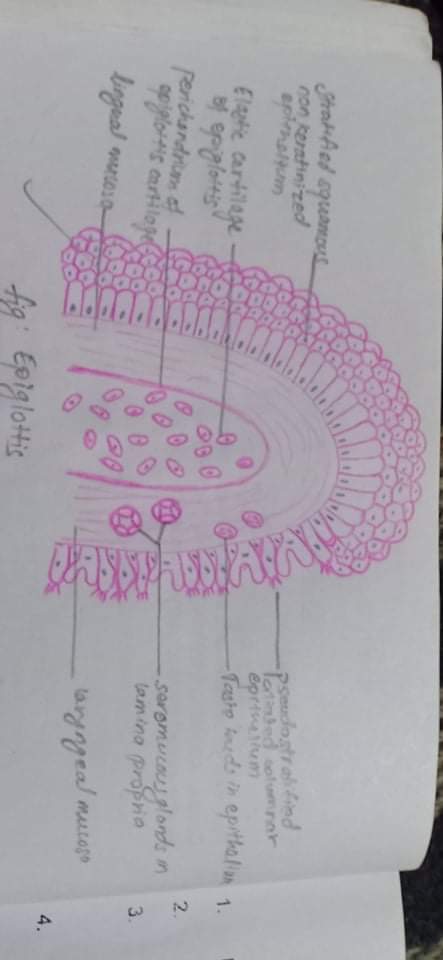 Stratified squamous
non keratinized
epithelium
Elastic cartilage
of epiglottis
perichondrium of
epiglottis cartilage
lingual mucosa
pseudostratified
ciliated columnar
epithelium
Taste buds in epithelium
seromucous glands in
lamina propria
laryngeal mucosa
fig: Epiglottis
1.
2.
3.
4.